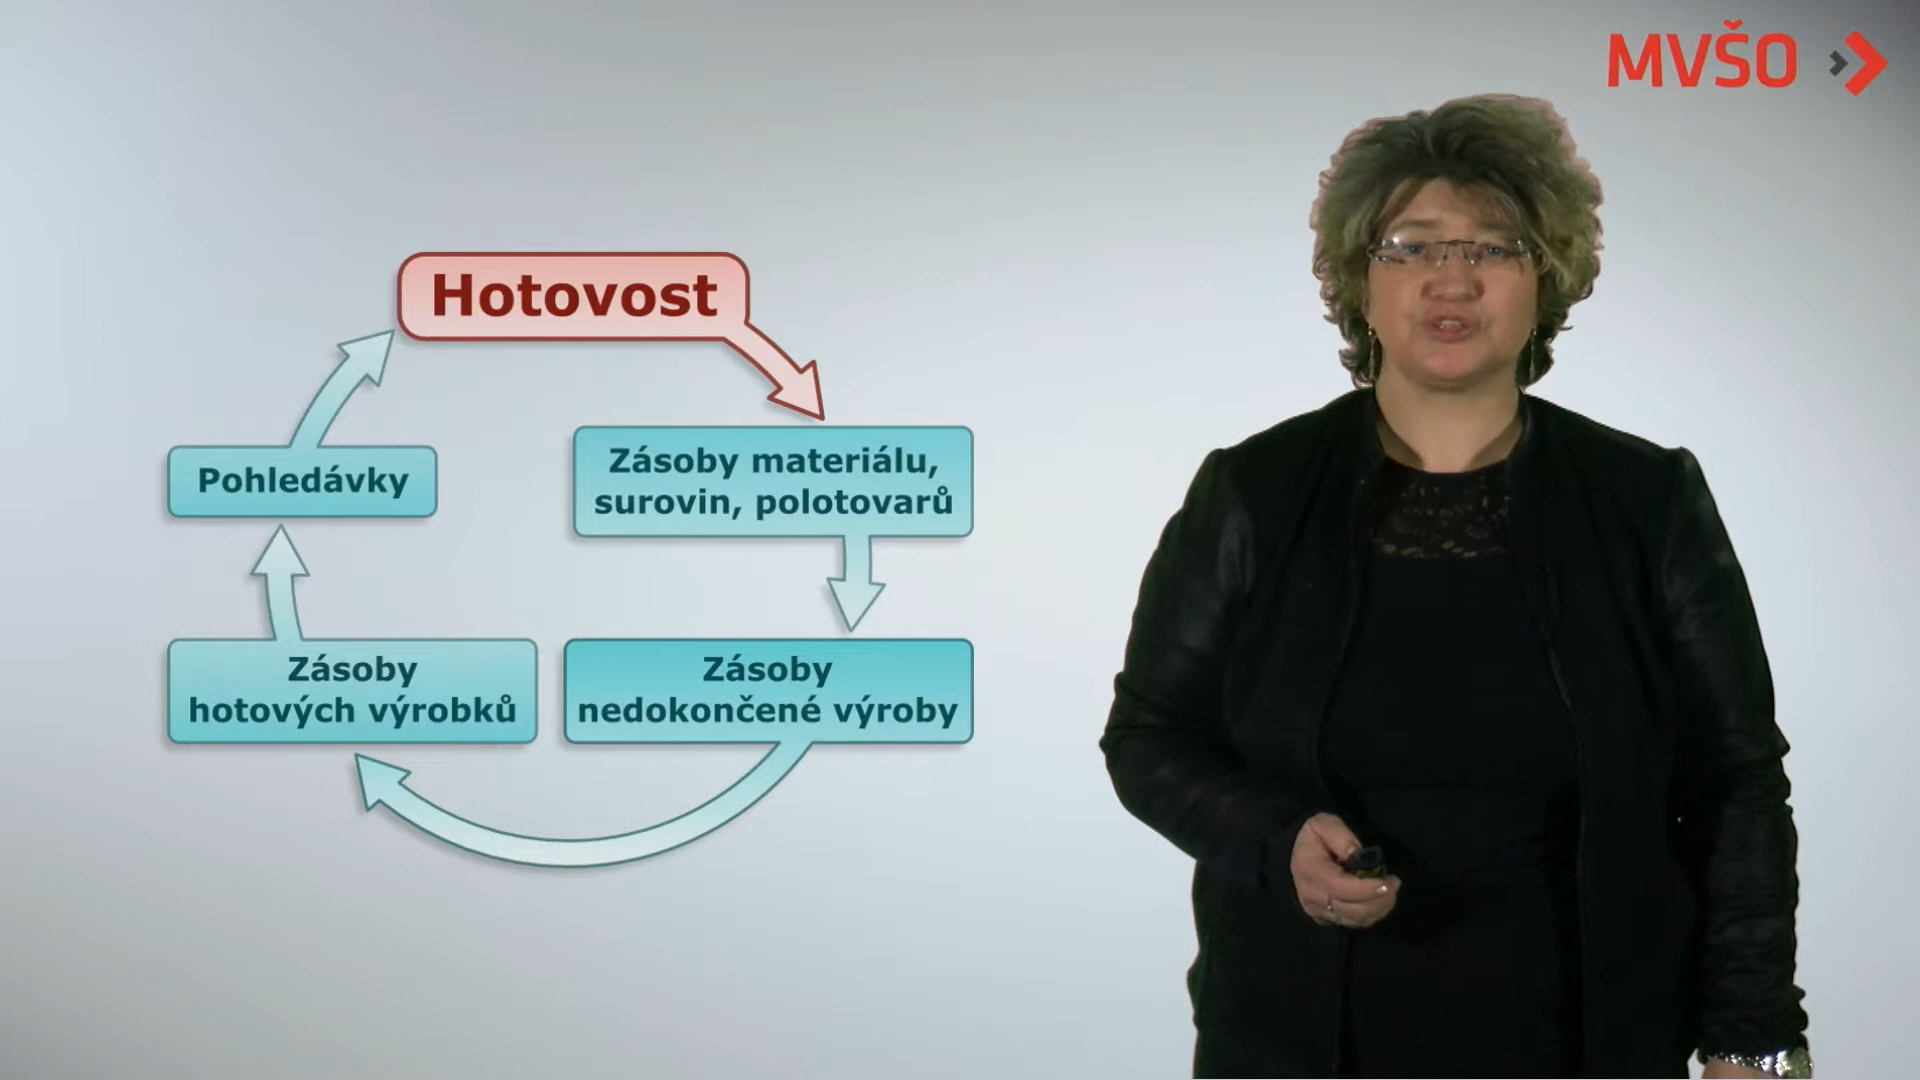 MVŠO
Hotovost
Zásoby materiálu,
surovin, polotovarů
Zásoby
nedokončené výroby
Zásoby
hotových výrobků
Pohledávky